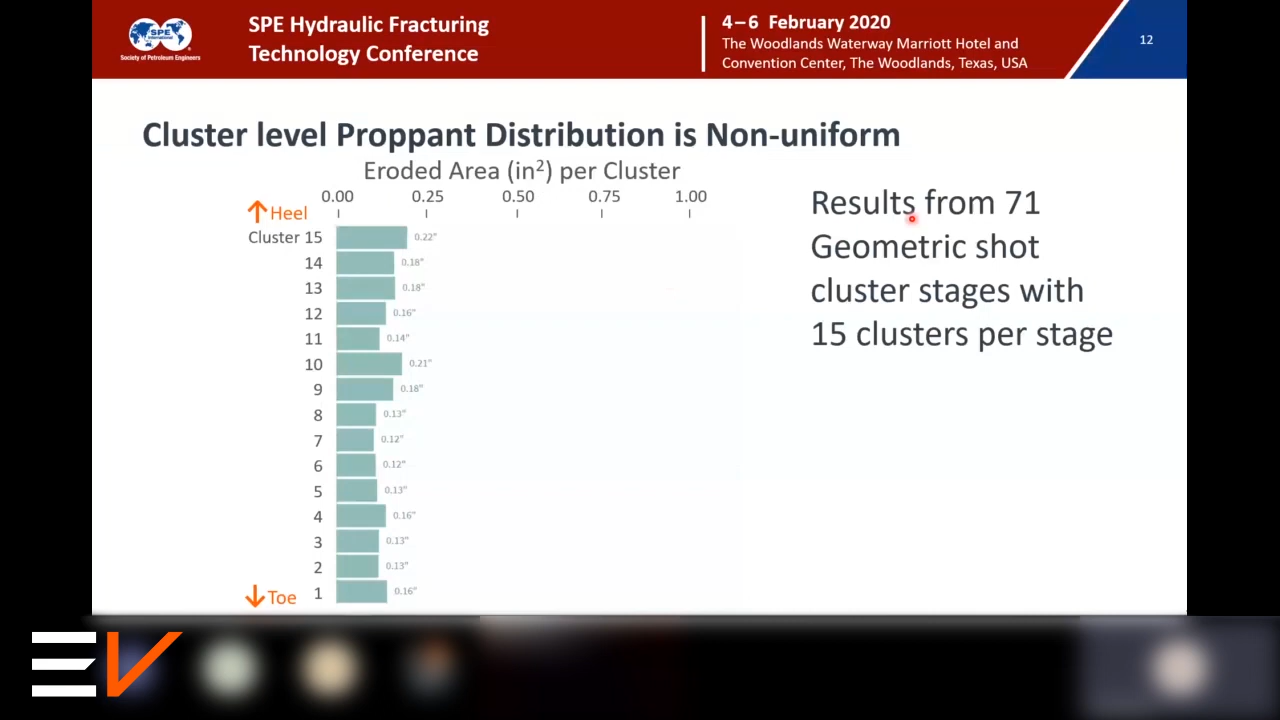 SPE
International
Society of Petroleum Engineers
SPE Hydraulic Fracturing
Technology Conference
4–6 February 2020
The Woodlands Waterway Marriott Hotel and
Convention Center, The Woodlands, Texas, USA
12
Cluster level Proppant Distribution is Non-uniform
Eroded Area (in²) per Cluster
0.00 0.25 0.50 0.75 1.00
Heel
Cluster 15 0.22"
14 0.18"
13 0.18"
12 0.16"
11 0.14"
10 0.21"
9 0.18"
8 0.13"
7 0.12"
6 0.12"
5 0.13"
4 0.16"
3 0.13"
2 0.13"
1 0.16"
Toe
Results from 71
Geometric shot
cluster stages with
15 clusters per stage
EV